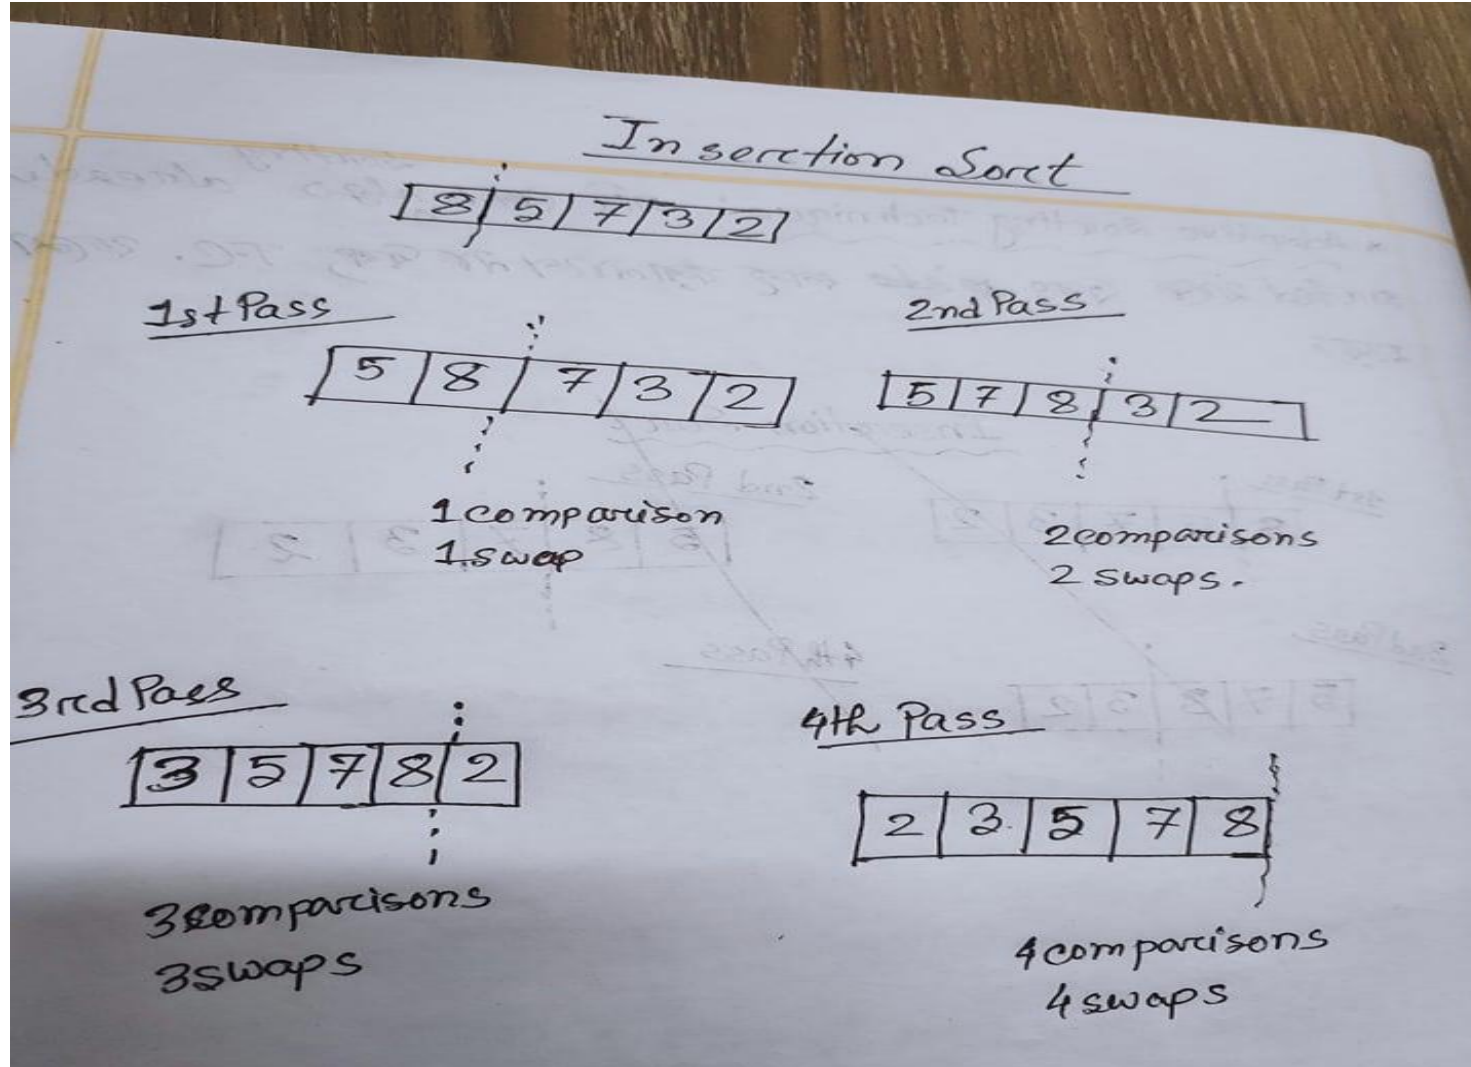 Insertion Sort
8 5 7 3 2
1st Pass
5 8 7 3 2
1 comparison
1 swap
2nd Pass
5 7 8 3 2
2 comparisons
2 swaps.
3rd Pass
3 5 7 8 2
3 comparisons
3 swaps
4th Pass
2 3 5 7 8
4 comparisons
4 swaps